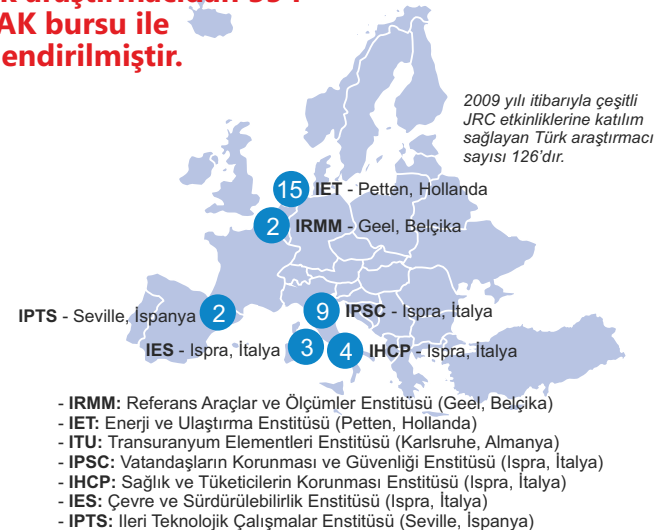 AK bursu ile
endirilmiştir.
2009 yılı itibarıyla çeşitli
JRC etkinliklerine katılım
sağlayan Türk araştırmacı
sayısı 126'dır.
15 IET - Petten, Hollanda
2 IRMM - Geel, Belçika
IPTS - Seville, İspanya 2
9 IPSC - Ispra, İtalya
IES - Ispra, İtalya 3
4 IHCP - Ispra, İtalya
- IRMM: Referans Araçlar ve Ölçümler Enstitüsü (Geel, Belçika)
- IET: Enerji ve Ulaştırma Enstitüsü (Petten, Hollanda)
- ITU: Transuranyum Elementleri Enstitüsü (Karlsruhe, Almanya)
- IPSC: Vatandaşların Korunması ve Güvenliği Enstitüsü (Ispra, İtalya)
- IHCP: Sağlık ve Tüketicilerin Korunması Enstitüsü (Ispra, İtalya)
- IES: Çevre ve Sürdürülebilirlik Enstitüsü (Ispra, İtalya)
- IPTS: Ileri Teknolojik Çalışmalar Enstitüsü (Seville, İspanya)